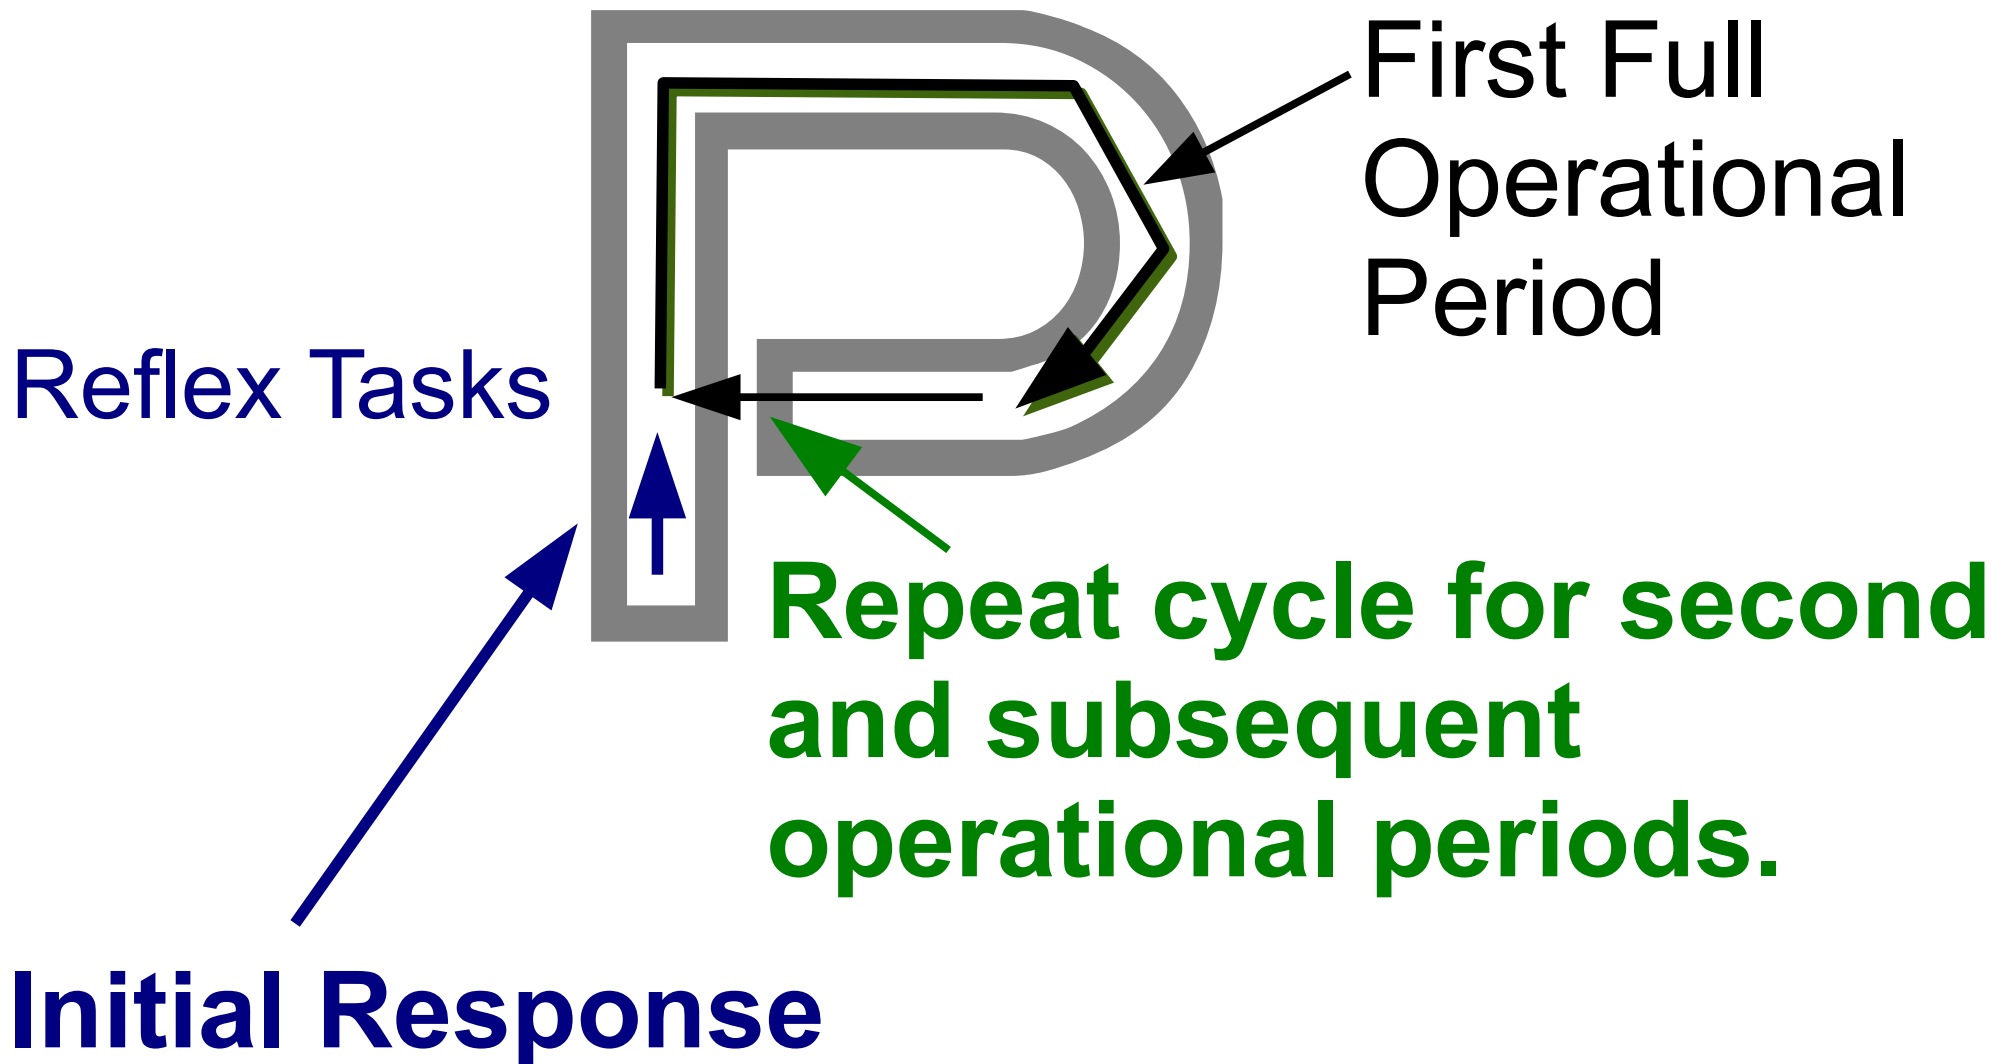 First Full
Operational
Period
Reflex Tasks
Repeat cycle for second
and subsequent
operational periods.
Initial Response